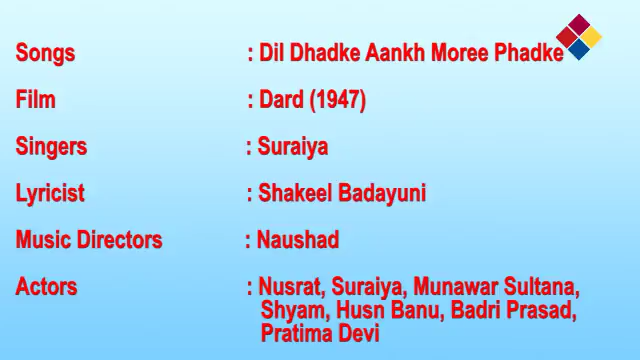 Songs : Dil Dhadke Aankh Moree Phadke
Film : Dard (1947)
Singers : Suraiya
Lyricist : Shakeel Badayuni
Music Directors : Naushad
Actors : Nusrat, Suraiya, Munawar Sultana,
Shyam, Husn Banu, Badri Prasad,
Pratima Devi